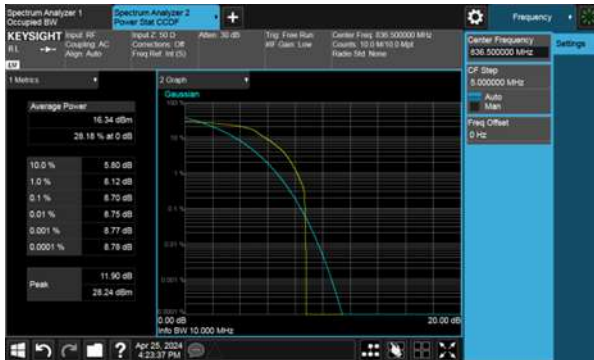 Spectrum Analyzer 1
Occupied BW
Spectrum Analyzer 2
Power Stat CCDF
+
Frequency
KEYSIGHT
Input: RF
Coupling: AC
Align: Auto
Input Z: 50 Ω
Corrections: Off
Freq Ref: Int (S)
Atten: 30 dB
Trig: Free Run
#IF Gain: Low
Center Freq: 836.500000 MHz
Counts: 10.0 M/10.0 Mpt
Radio Std: None
LXI
Center Frequency
836.500000 MHz
Settings
CF Step
5.000000 MHz
Auto
Man
Freq Offset
0 Hz
1 Metrics
2 Graph
Gaussian
Average Power
16.34 dBm
28.18 % at 0 dB
10.0 % 5.80 dB
1.0 % 8.12 dB
0.1 % 8.70 dB
0.01 % 8.75 dB
0.001 % 8.77 dB
0.0001 % 8.78 dB
Peak
11.90 dB
28.24 dBm
100 %
10 %
1 %
0.1 %
0.01 %
0.001 %
0.0001 %
0.00 dB
20.00 dB
Info BW 10.000 MHz
?
Apr 25, 2024
4:23:37 PM